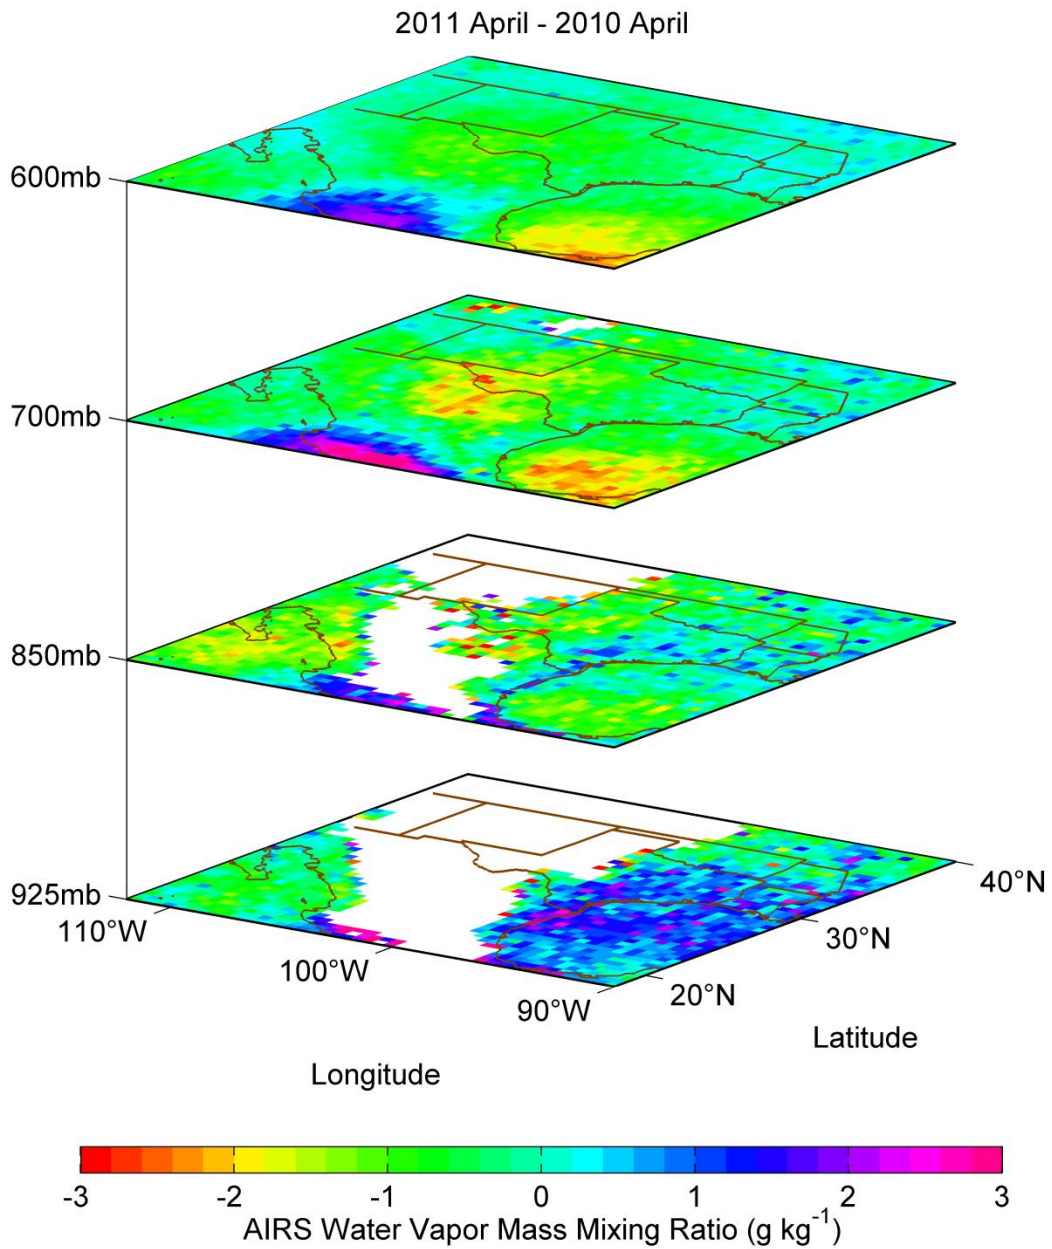 2011 April - 2010 April
600mb
700mb
850mb
925mb
110°W
100°W
90°W
20°N
30°N
40°N
Latitude
Longitude
-3 -2 -1 0 1 2 3
AIRS Water Vapor Mass Mixing Ratio (g kg⁻¹)